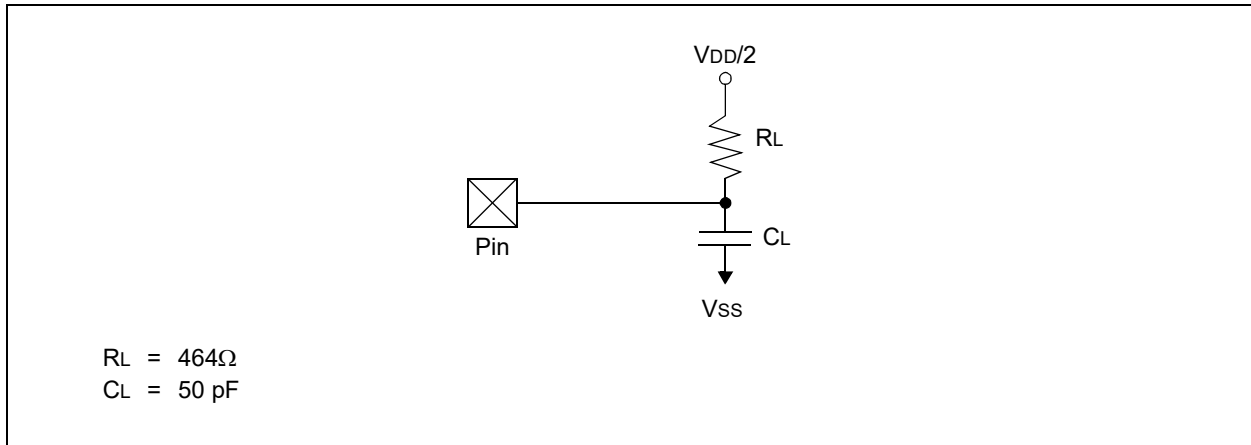 VDD/2
RL
Pin
CL
VSS
RL = 464Ω
CL = 50 pF